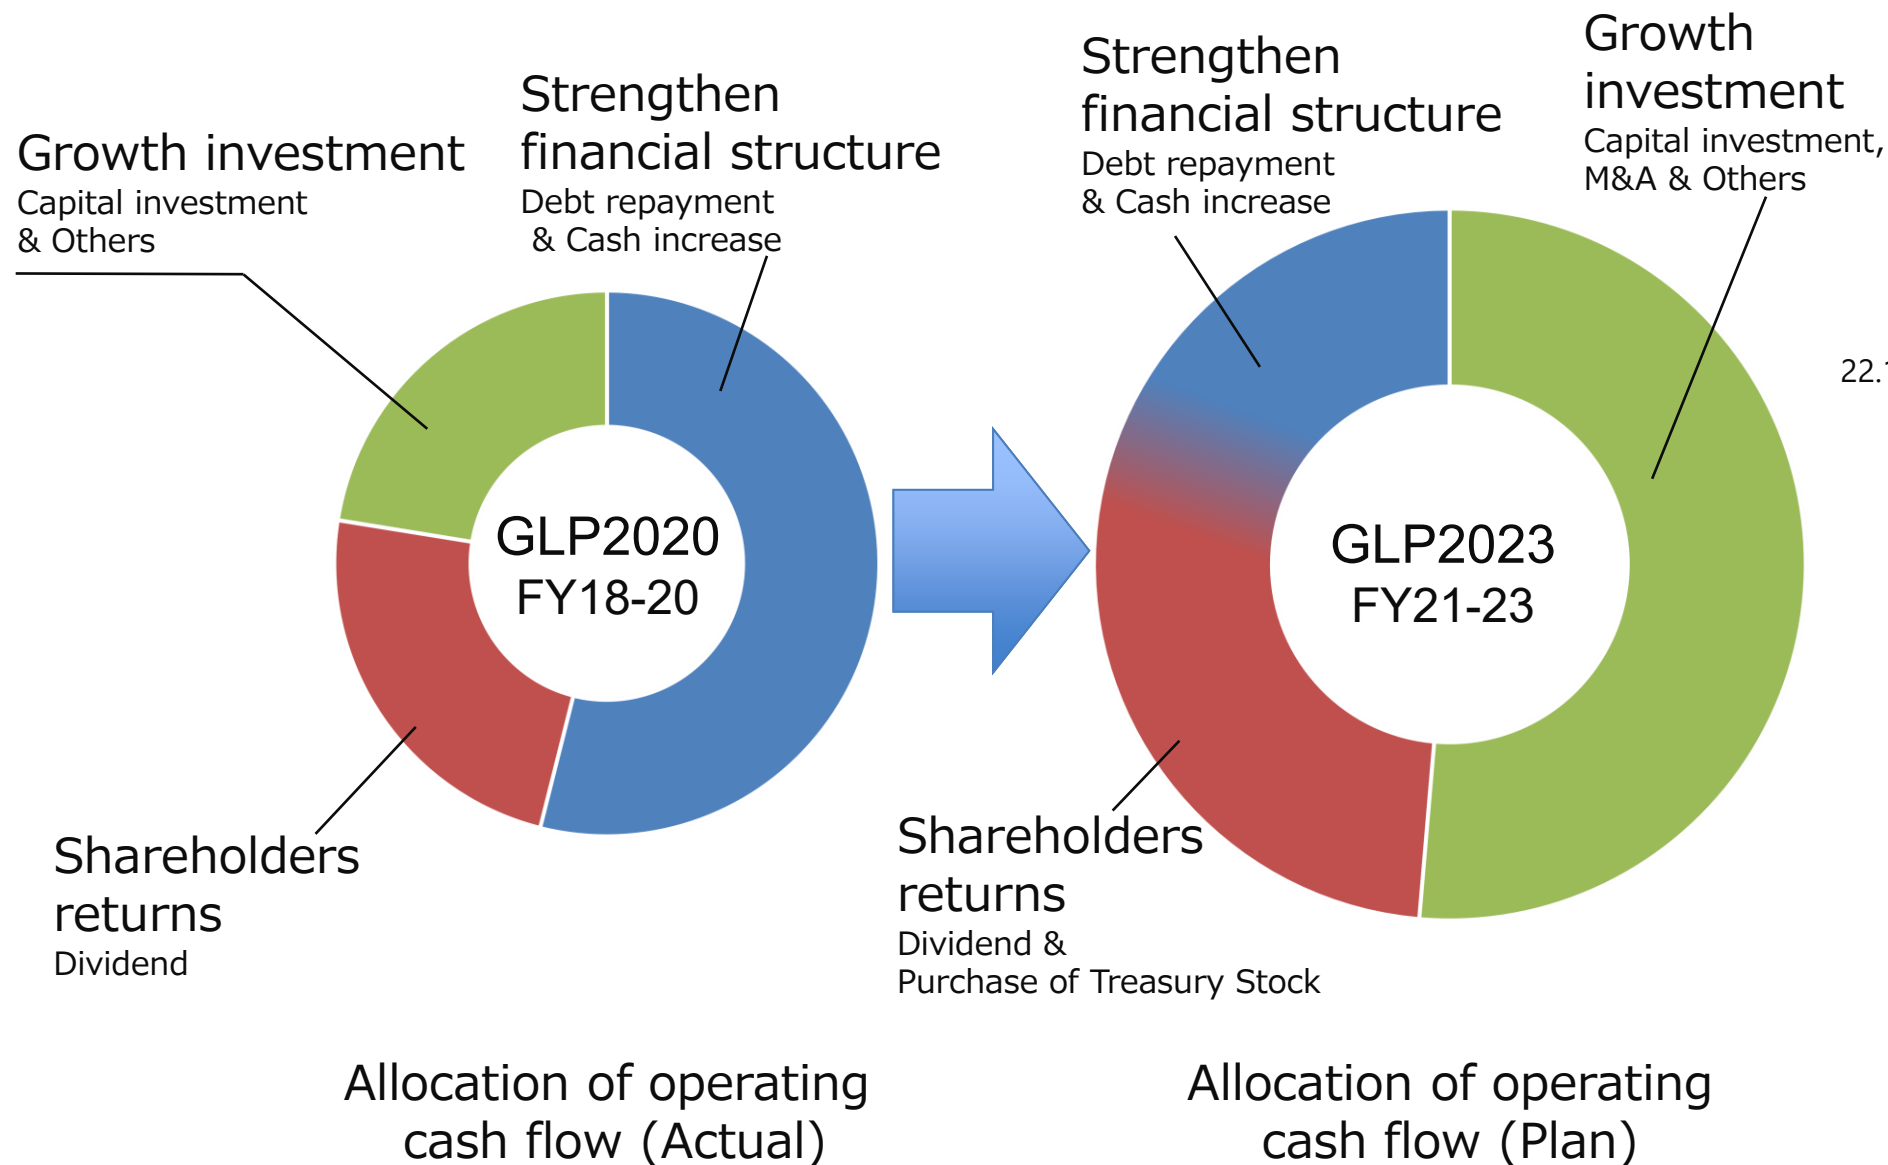 Growth investment
Capital investment
& Others
Strengthen
financial structure
Debt repayment
& Cash increase
GLP2020
FY18-20
Shareholders
returns
Dividend
Allocation of operating
cash flow (Actual)
Strengthen
financial structure
Debt repayment
& Cash increase
Growth
investment
Capital investment,
M&A & Others
22.
GLP2023
FY21-23
Shareholders
returns
Dividend &
Purchase of Treasury Stock
Allocation of operating
cash flow (Plan)